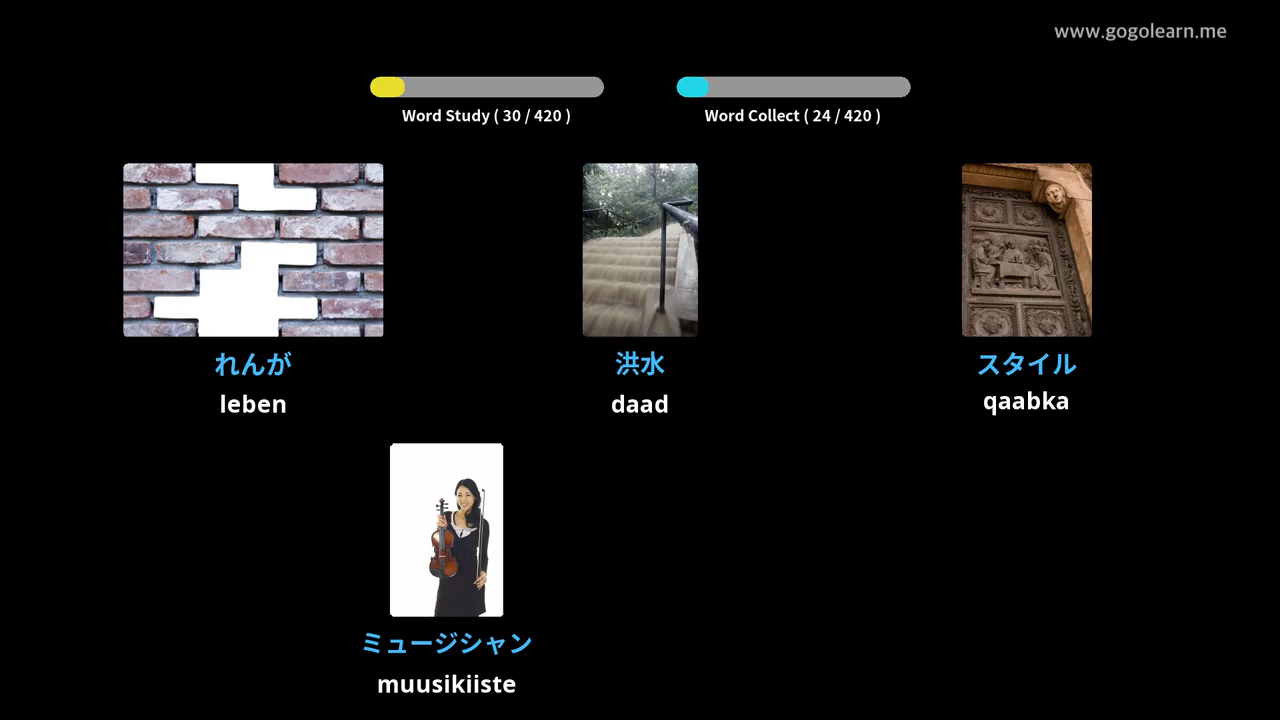 www.gogolearn.me
Word Study ( 30 / 420 )
Word Collect ( 24 / 420 )
れんが
leben
洪水
daad
スタイル
qaabka
ミュージシャン
muusikiiste